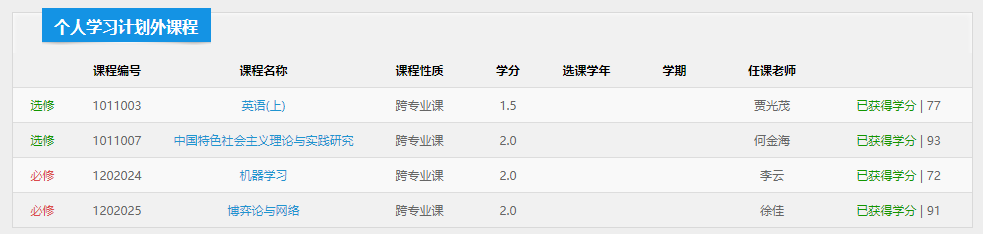 个人学习计划外课程
课程编号 课程名称 课程性质 学分 选课学年 学期 任课老师
选修 1011003 英语(上) 跨专业课 1.5 贾光茂 已获得学分 | 77
选修 1011007 中国特色社会主义理论与实践研究 跨专业课 2.0 何金海 已获得学分 | 93
必修 1202024 机器学习 跨专业课 2.0 李云 已获得学分 | 72
必修 1202025 博弈论与网络 跨专业课 2.0 徐佳 已获得学分 | 91